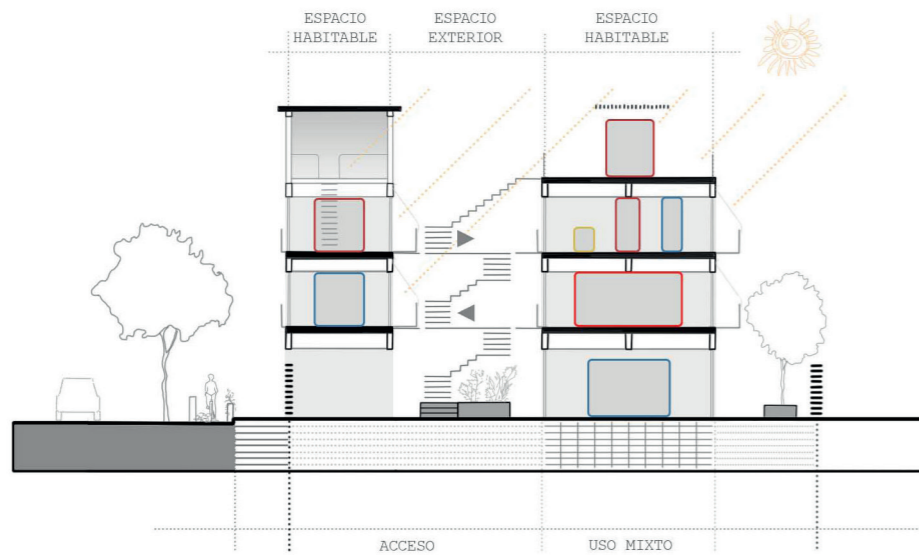 ESPACIO
HABITABLE
ESPACIO
EXTERIOR
ESPACIO
HABITABLE
ACCESO
USO MIXTO